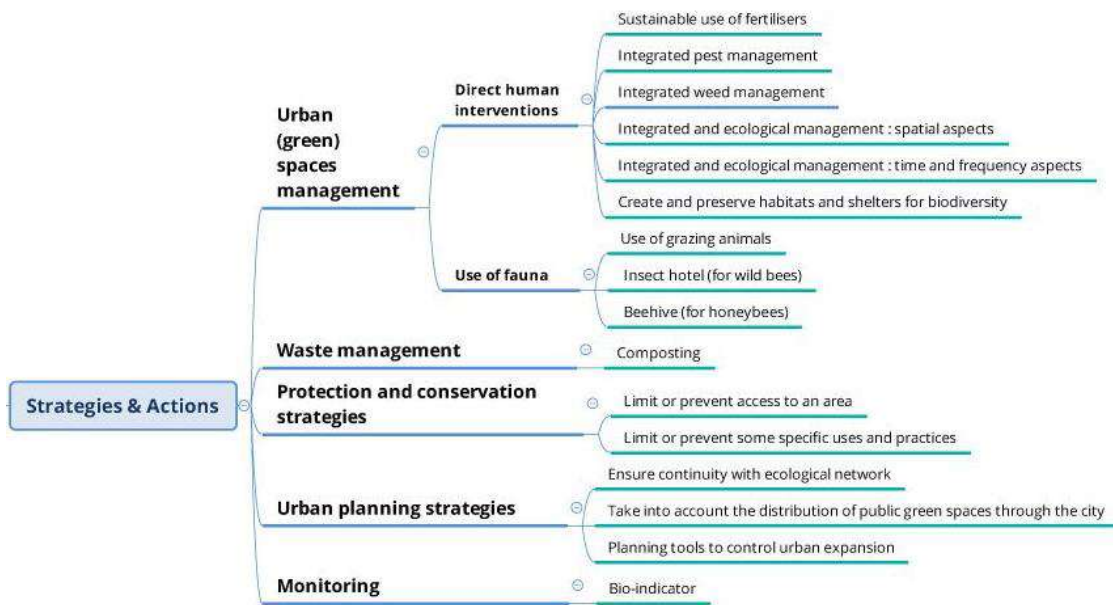 Strategies & Actions
Urban
(green)
spaces
management
Direct human
interventions
Sustainable use of fertilisers
Integrated pest management
Integrated weed management
Integrated and ecological management : spatial aspects
Integrated and ecological management : time and frequency aspects
Create and preserve habitats and shelters for biodiversity
Use of fauna
Use of grazing animals
Insect hotel (for wild bees)
Beehive (for honeybees)
Waste management
Composting
Protection and conservation
strategies
Limit or prevent access to an area
Limit or prevent some specific uses and practices
Urban planning strategies
Ensure continuity with ecological network
Take into account the distribution of public green spaces through the city
Planning tools to control urban expansion
Monitoring
Bio-indicator